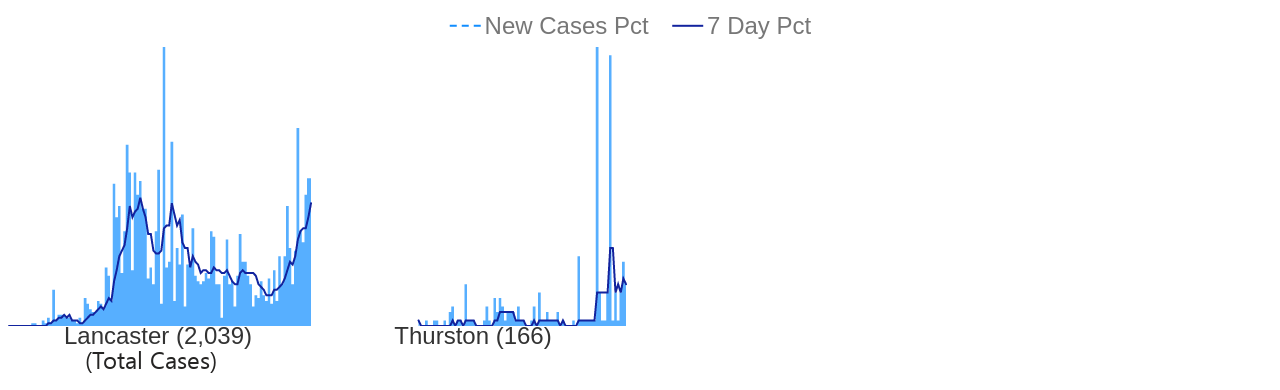 New Cases Pct 7 Day Pct
Lancaster (2,039) Thurston (166)
(Total Cases)